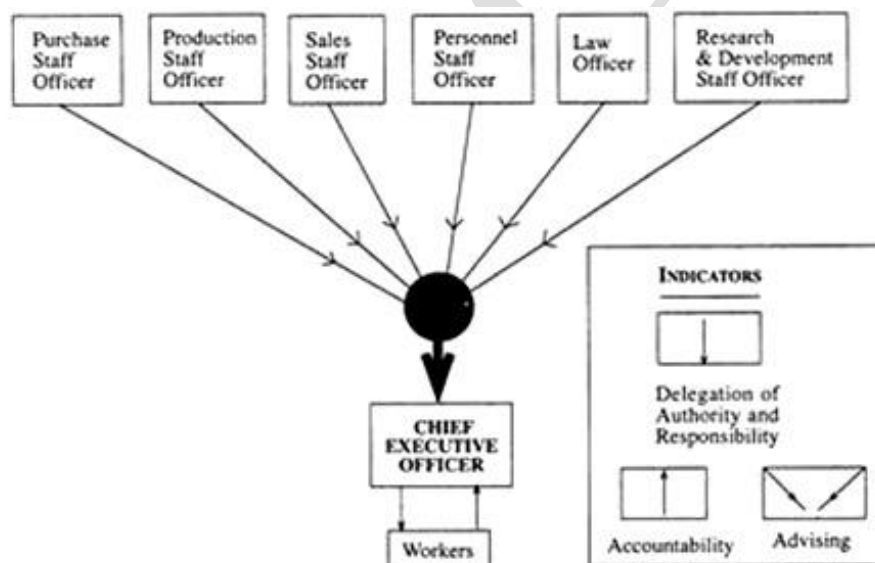 Purchase
Staff
Officer
Production
Staff
Officer
Sales
Staff
Officer
Personnel
Staff
Officer
Law
Officer
Research
& Development
Staff Officer
INDICATORS
Delegation of
Authority and
Responsibility
CHIEF
EXECUTIVE
OFFICER
Workers
Accountability
Advising